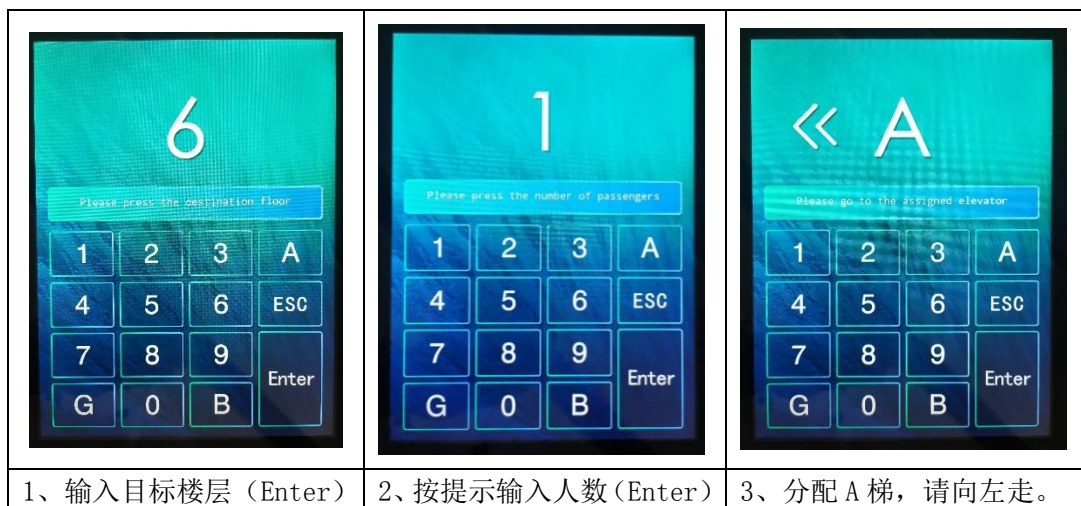 6
Please press the destination floor
1 2 3 A
4 5 6 ESC
7 8 9
Enter
G 0 B
1
Please press the number of passengers
1 2 3 A
4 5 6 ESC
7 8 9
Enter
G 0 B
《 A
Please go to the assigned elevator
1 2 3 A
4 5 6 ESC
7 8 9
Enter
G 0 B
1、输入目标楼层（Enter）
2、按提示输入人数（Enter）
3、分配 A 梯，请向左走。